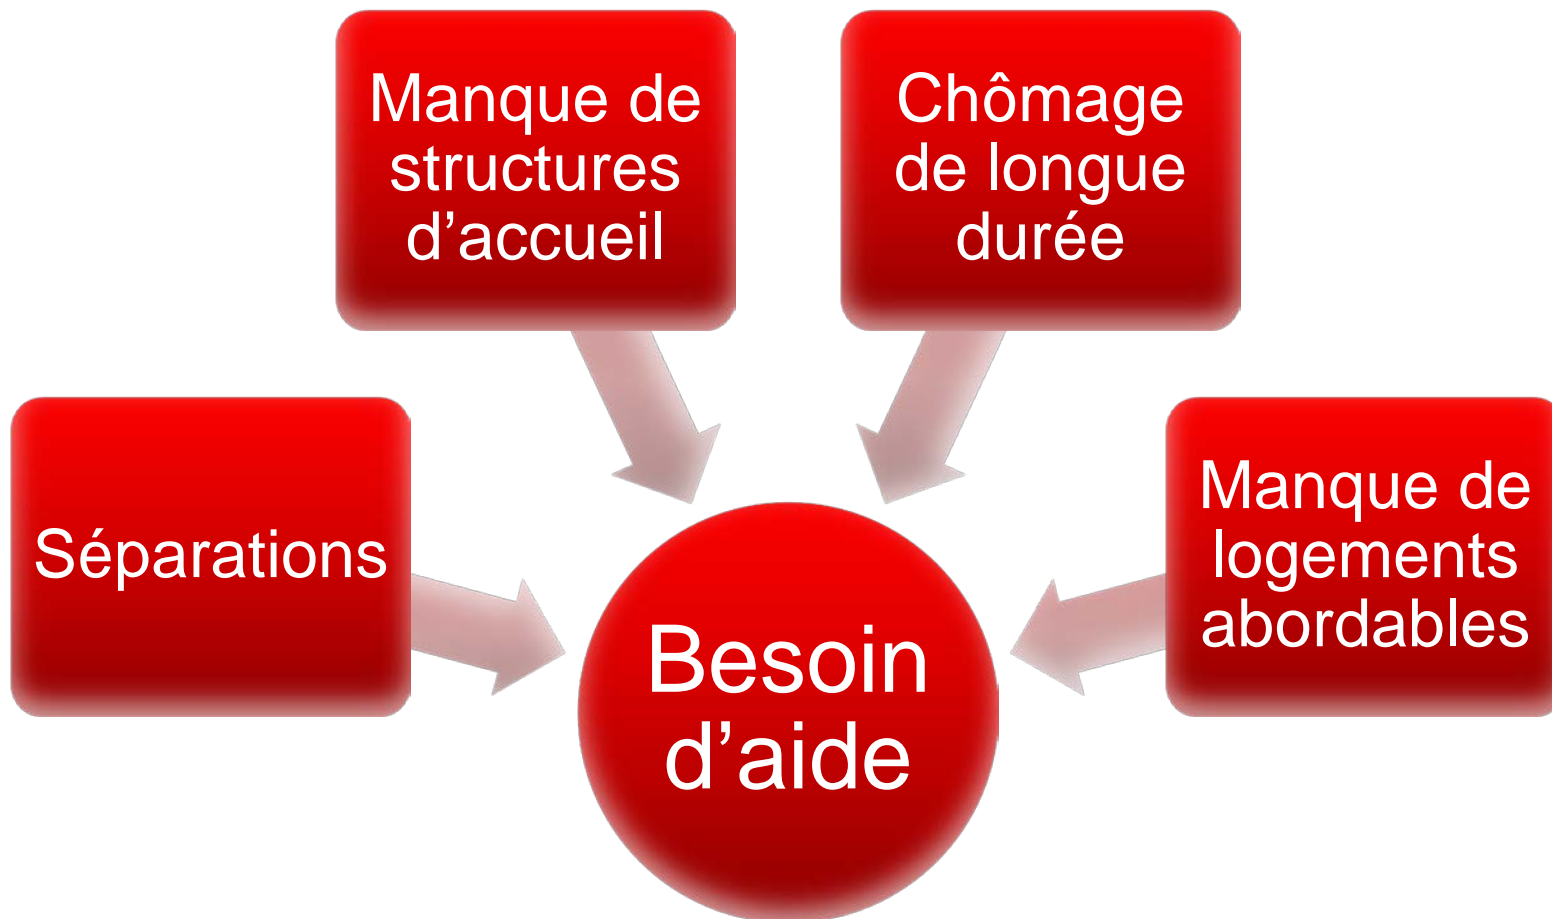 Manque de
structures
d’accueil
Chômage
de longue
durée
Séparations
Manque de
logements
abordables
Besoin
d’aide